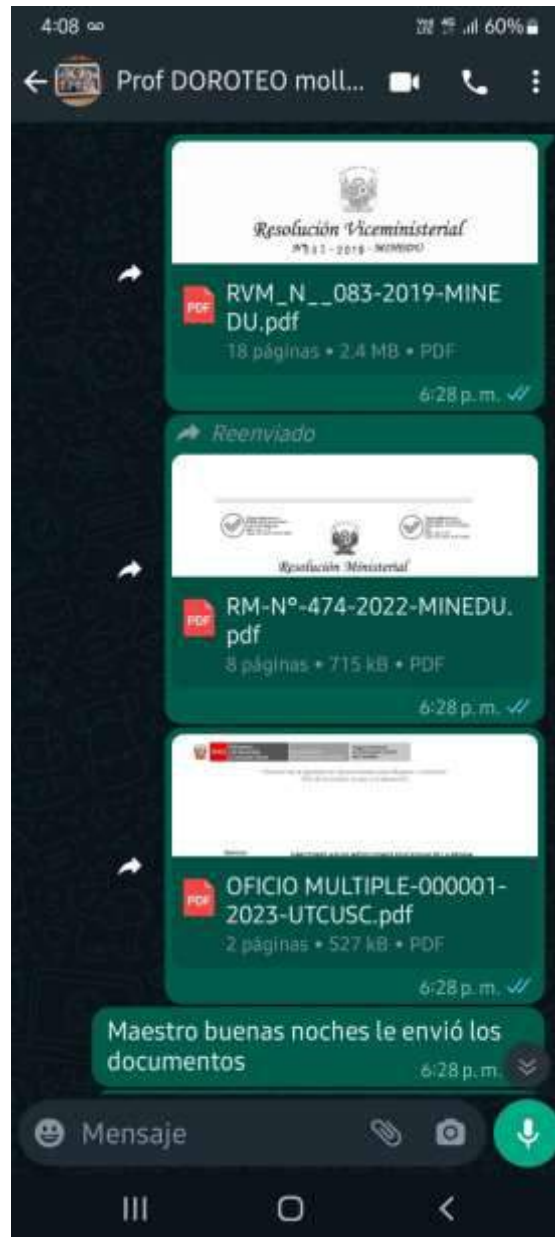 4:08
60%
Prof DOROTEO moll...
Resolución Viceministerial
RVM_N__083-2019-MINE
DU.pdf
18 páginas • 2.4 MB • PDF
6:28 p. m.
Reenviado
Resolución Ministerial
RM-N°-474-2022-MINEDU.
pdf
8 páginas • 715 kB • PDF
6:28 p. m.
OFICIO MULTIPLE-000001-
2023-UTCUSC.pdf
2 páginas • 527 kB • PDF
6:28 p. m.
Maestro buenas noches le envió los
documentos
6:28 p. m.
Mensaje